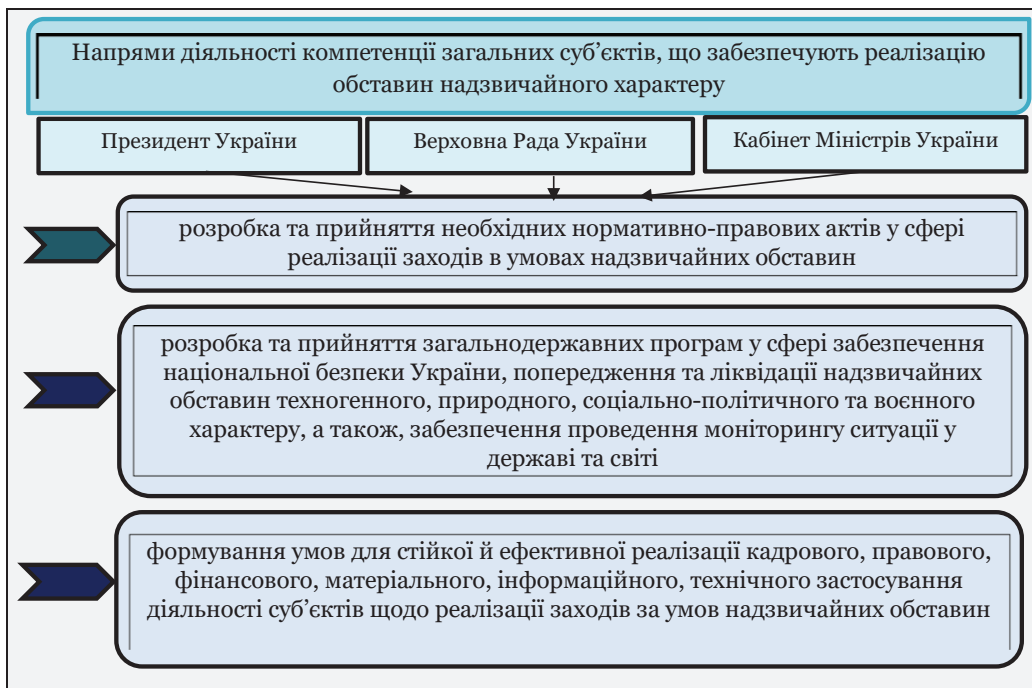 Напрями діяльності компетенції загальних суб’єктів, що забезпечують реалізацію
обставин надзвичайного характеру
Президент України
Верховна Рада України
Кабінет Міністрів України
розробка та прийняття необхідних нормативно-правових актів у сфері
реалізації заходів в умовах надзвичайних обставин
розробка та прийняття загальнодержавних програм у сфері забезпечення
національної безпеки України, попередження та ліквідації надзвичайних
обставин техногенного, природного, соціально-політичного та воєнного
характеру, а також, забезпечення проведення моніторингу ситуації у
державі та світі
формування умов для стійкої й ефективної реалізації кадрового, правового,
фінансового, матеріального, інформаційного, технічного застосування
діяльності суб’єктів щодо реалізації заходів за умов надзвичайних обставин